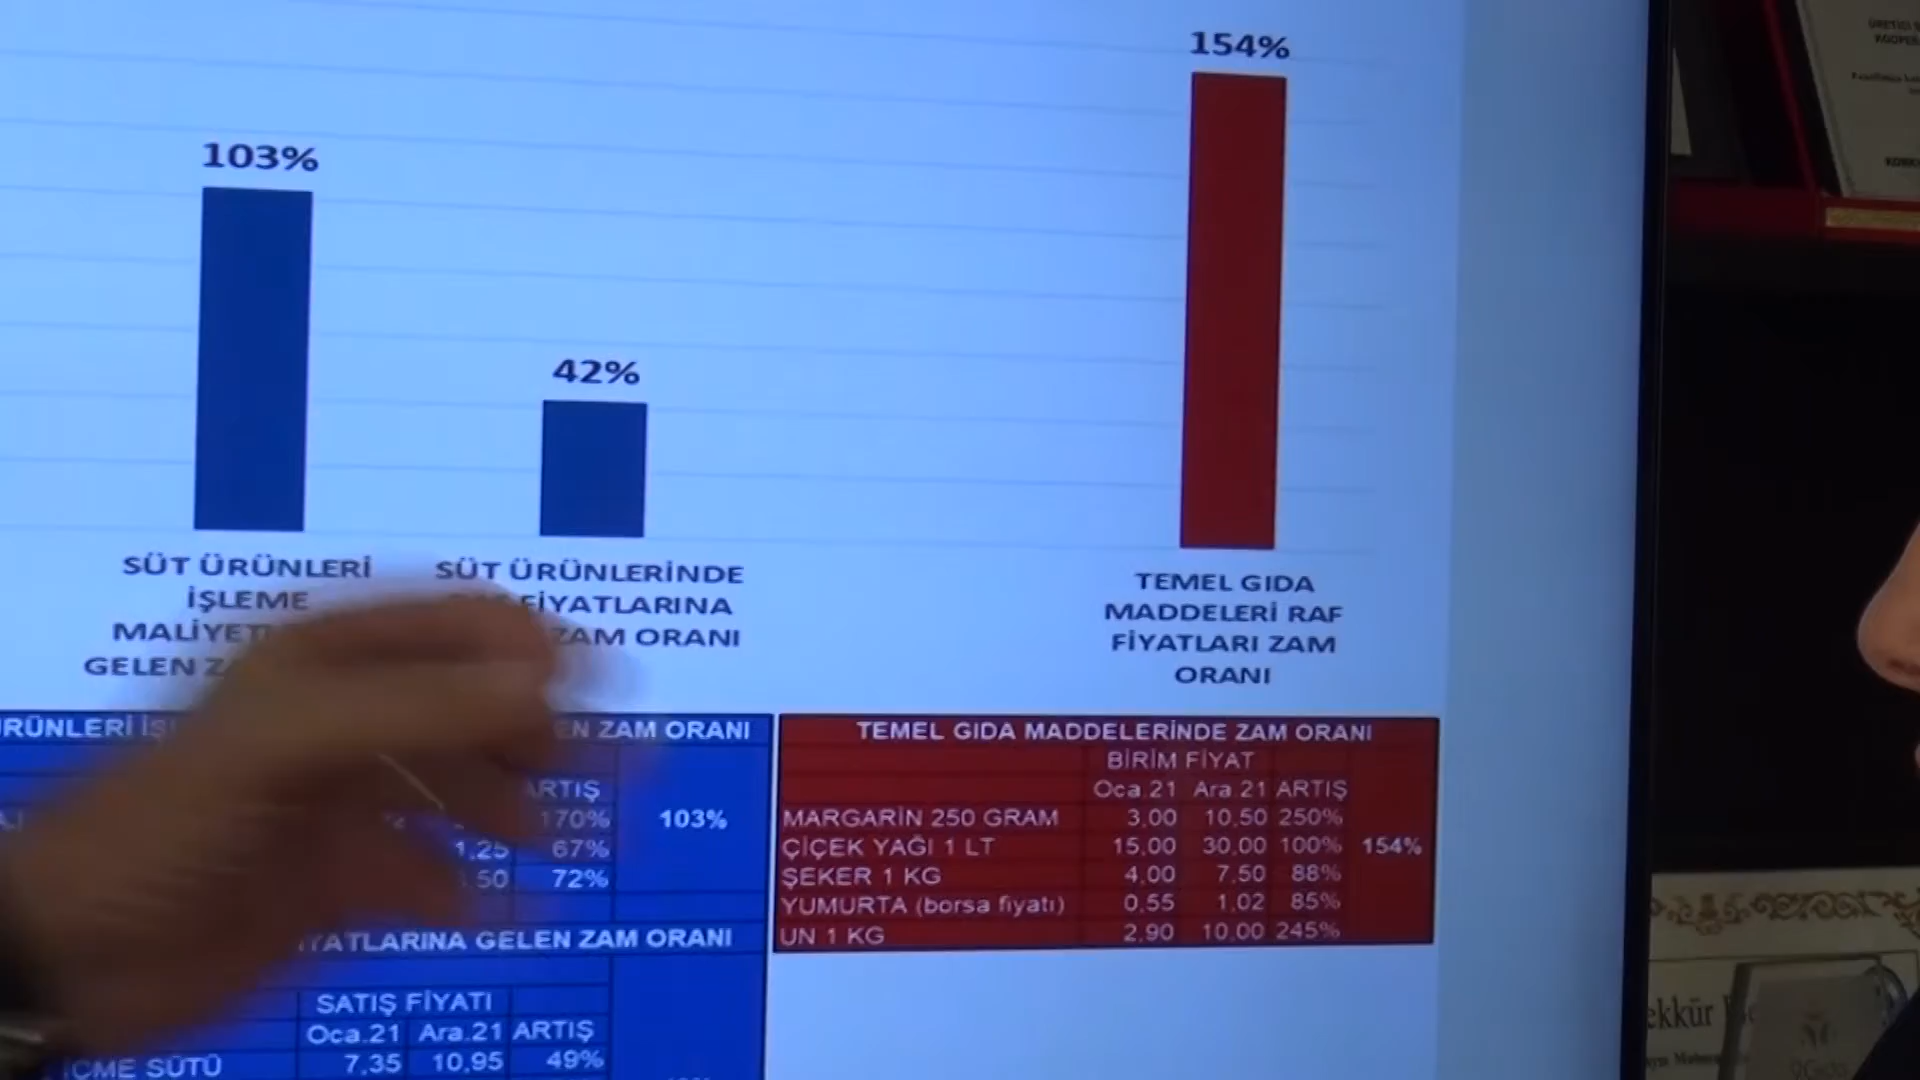 154%
103%
42%
SÜT ÜRÜNLERİ
İŞLEME
GELEN
SÜT ÜRÜNLERİNDE
FİYATLARINA
ZAM ORANI
TEMEL GIDA
MADDELERİ RAF
FİYATLARI ZAM
ORANI
ZAM ORANI
ARTIŞ
170%
103%
1,25 67%
50 72%
GELEN ZAM ORANI
SATIŞ FİYATI
Oca.21 Ara.21 ARTIŞ
SÜTÜ 7,35 10,95 49%
TEMEL GIDA MADDELERİNDE ZAM ORANI
BİRİM FİYAT
Oca.21 Ara.21 ARTIŞ
MARGARİN 250 GRAM 3,00 10,50 250%
ÇİÇEK YAĞI 1 LT 15,00 30,00 100% 154%
ŞEKER 1 KG 4,00 7,50 88%
YUMURTA (borsa fiyatı) 0,55 1,02 85%
UN 1 KG 2,90 10,00 245%